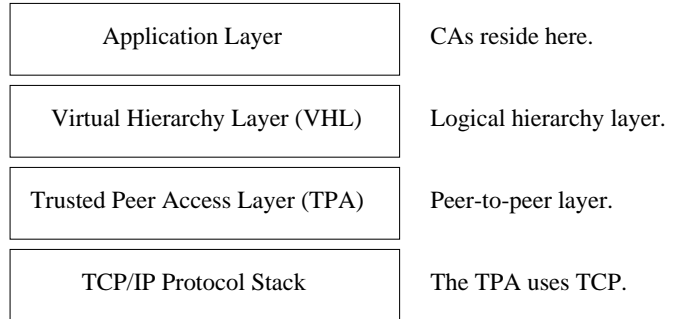 Application Layer CAs reside here.
Virtual Hierarchy Layer (VHL) Logical hierarchy layer.
Trusted Peer Access Layer (TPA) Peer-to-peer layer.
TCP/IP Protocol Stack The TPA uses TCP.